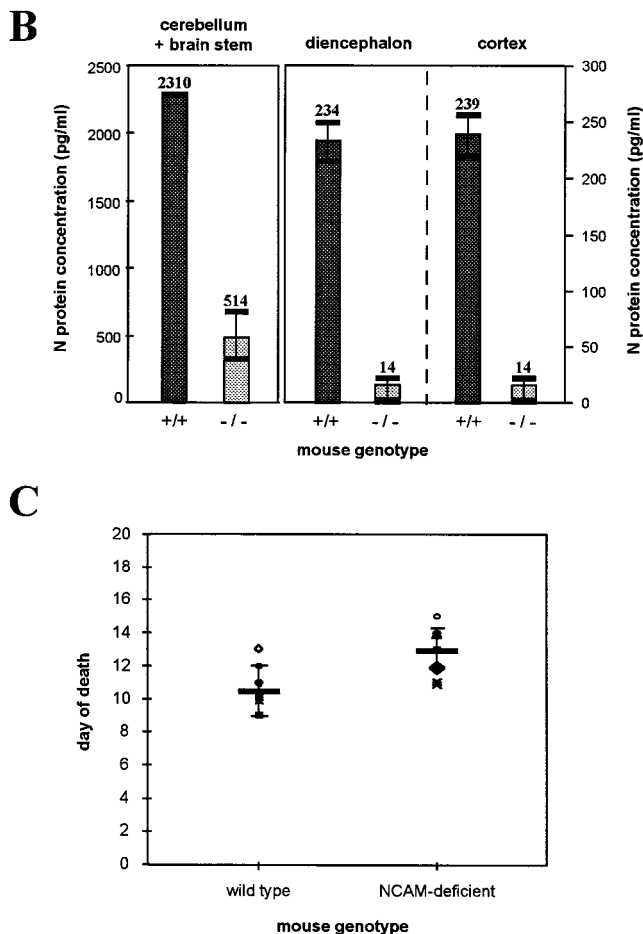 B
cerebellum
+ brain stem
diencephalon
cortex
N protein concentration (pg/ml)
2500
2000
1500
1000
500
0
2310
514
234
14
239
14
300
250
200
150
100
50
0
N protein concentration (pg/ml)
+/+ - / - +/+ - / - +/+ - / -
mouse genotype
C
day of death
20
18
16
14
12
10
8
6
4
2
0
wild type NCAM-deficient
mouse genotype